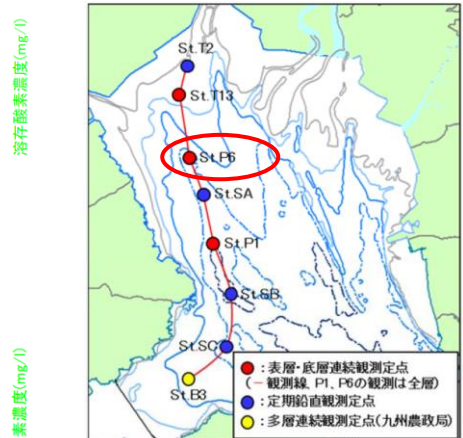 溶存酸素濃度(mg/l)
素濃度(mg/l)
St.T2
St.T13
St.P6
St.SA
St.P1
St.SB
St.SC
St.B3
●：表層・底層連続観測定点
(－観測線、P1、P6の観測は全層)
●：定期鉛直観測定点
●：多層連続観測定点(九州農政局)